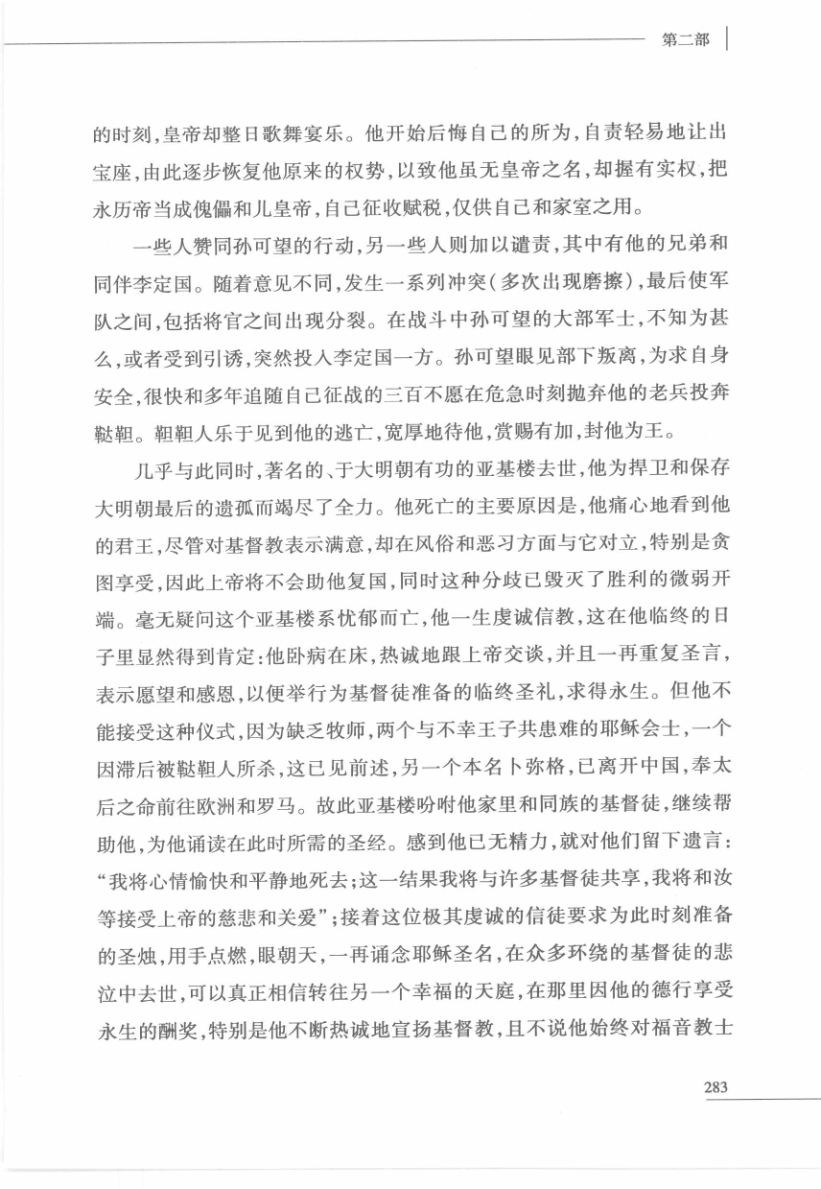 第二部
的时刻,皇帝却整日歌舞宴乐。他开始后悔自己的所为,自责轻易地让出
宝座,由此逐步恢复他原来的权势,以致他虽无皇帝之名,却握有实权,把
永历帝当成傀儡和儿皇帝,自己征收赋税,仅供自己和家室之用。
一些人赞同孙可望的行动,另一些人则加以谴责,其中有他的兄弟和
同伴李定国。随着意见不同,发生一系列冲突(多次出现磨擦),最后使军
队之间,包括将官之间出现分裂。在战斗中孙可望的大部军士,不知为甚
么,或者受到引诱,突然投入李定国一方。孙可望眼见部下叛离,为求自身
安全,很快和多年追随自己征战的三百不愿在危急时刻抛弃他的老兵投奔
鞑靼。靼靼人乐于见到他的逃亡,宽厚地待他,赏赐有加,封他为王。
几乎与此同时,著名的、于大明朝有功的亚基楼去世,他为捍卫和保存
大明朝最后的遗孤而竭尽了全力。他死亡的主要原因是,他痛心地看到他
的君王,尽管对基督教表示满意,却在风俗和恶习方面与它对立,特别是贪
图享受,因此上帝将不会助他复国,同时这种分歧已毁灭了胜利的微弱开
端。毫无疑问这个亚基楼系忧郁而亡,他一生虔诚信教,这在他临终的日
子里显然得到肯定:他卧病在床,热诚地跟上帝交谈,并且一再重复圣言,
表示愿望和感恩,以便举行为基督徒准备的临终圣礼,求得永生。但他不
能接受这种仪式,因为缺乏牧师,两个与不幸王子共患难的耶稣会士,一个
因滞后被鞑靼人所杀,这已见前述,另一个本名卜弥格,已离开中国,奉太
后之命前往欧洲和罗马。故此亚基楼吩咐他家里和同族的基督徒,继续帮
助他,为他诵读在此时所需的圣经。感到他已无精力,就对他们留下遗言:
“我将心情愉快和平静地死去;这一结果我将与许多基督徒共享,我将和汝
等接受上帝的慈悲和关爱”;接着这位极其虔诚的信徒要求为此时刻准备
的圣烛,用手点燃,眼朝天,一再诵念耶稣圣名,在众多环绕的基督徒的悲
泣中去世,可以真正相信转往另一个幸福的天庭,在那里因他的德行享受
永生的酬奖,特别是他不断热诚地宣扬基督教,且不说他始终对福音教士
283